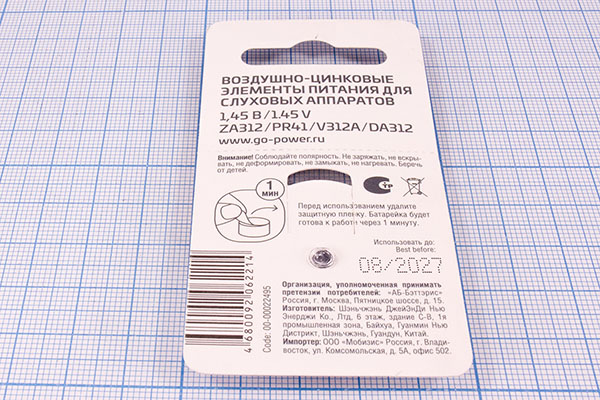 ВОЗДУШНО-ЦИНКОВЫЕ
ЭЛЕМЕНТЫ ПИТАНИЯ ДЛЯ
СЛУХОВЫХ АППАРАТОВ
1,45 В/1.45 V
ZA312/PR41/V312A/DA312
www.go-power.ru
Внимание! Соблюдайте полярность. Не заряжать, не вскры-
вать, не деформировать, не замыкать, не нагревать. Беречь
от детей.
1
МИН
СТР
Перед использованием удалите
защитную пленку. Батарейка будет
готова к работе через 1 минуту.
Использовать до:
Best before:
08/2027
4680092062214
Code: 00-00022495
Организация, уполномоченная принимать
претензии потребителей: «АБ-Бэттэрис»
Россия, г. Москва, Пятницкое шоссе, д. 15.
Изготовитель: Шэньчжэнь ДжейЭнДи Нью
Энерджи Ко., Лтд, 6 этаж, здание С-В, 1я
промышленная зона, Байхуа, Гуанмин Нью
Дистрикт, Шэньчжэнь, Гуандун, Китай.
Импортер: ООО «Мобизис» Россия, г. Влади-
восток, ул. Комсомольская, д. 5А, офис 502.